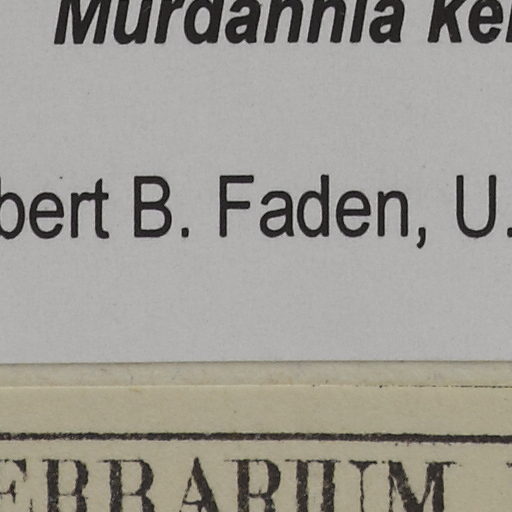 Murdannia ke
bert B. Faden, U.
ERBARIUM